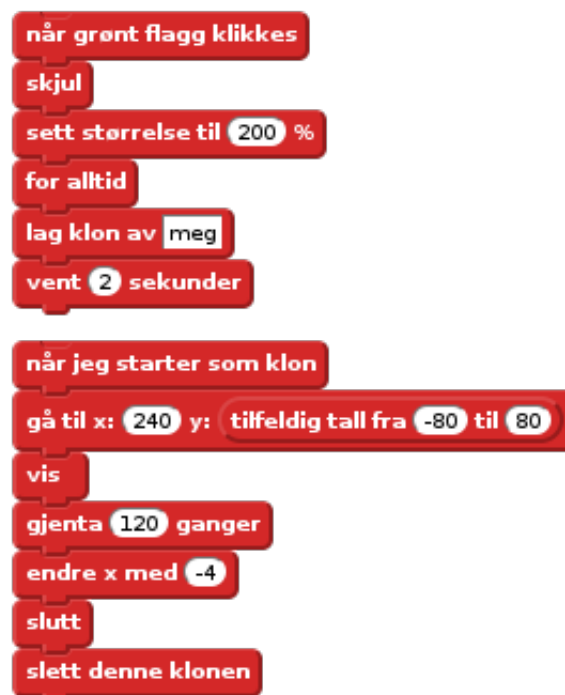 når grønt flagg klikkes
skjul
sett størrelse til 200 %
for alltid
lag klon av meg
vent 2 sekunder
når jeg starter som klon
gå til x: 240 y: tilfeldig tall fra -80 til 80
vis
gjenta 120 ganger
endre x med -4
slutt
slett denne klonen